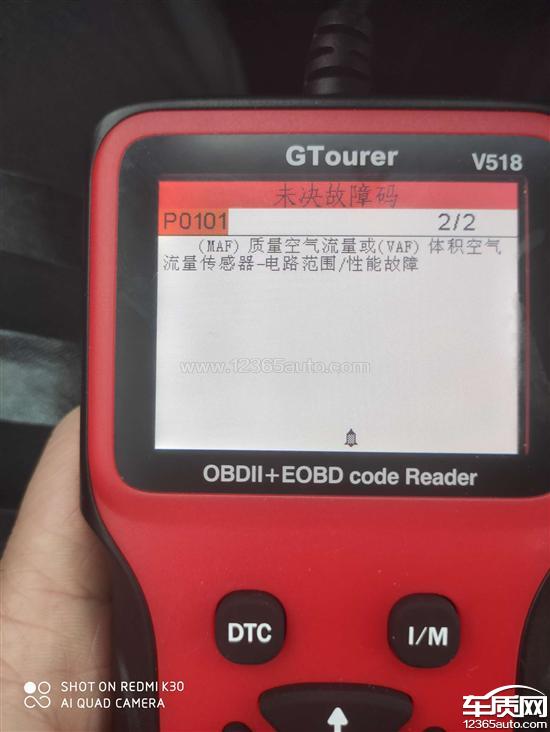 GTourer
V518
未决故障码
P0101 2/2
(MAF) 质量空气流量或(VAF) 体积空气
流量传感器-电路范围/性能故障
www.12365auto.com
OBDII+EOBD code Reader
DTC
I/M
SHOT ON REDMI K30
AI QUAD CAMERA
车质网
12365auto.com